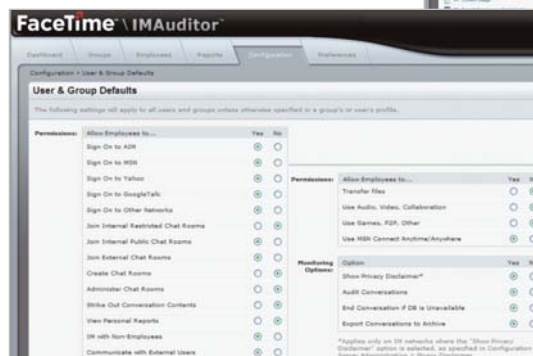 FaceTime \ IMAuditor
Dashboard Groups Employees Reports Configuration Preferences
Configuration > User & Group Defaults
User & Group Defaults
The following settings will apply to all users and groups unless otherwise specified in a group's or user's profile.
Permissions: Allow Employees to... Yes No
Sign On to AIM
Sign On to MSN
Sign On to Yahoo
Sign On to GoogleTalk
Sign On to Other Networks
Join Internal Restricted Chat Rooms
Join Internal Public Chat Rooms
Join External Chat Rooms
Create Chat Rooms
Administer Chat Rooms
Strike Out Conversation Contents
View Personal Reports
IM with Non-Employees
Communicate with External Users
Permissions: Allow Employees to... Yes
Transfer Files
Use Audio, Video, Collaboration
Use Games, P2P, Other
Use MSN Connect Anytime/Anywhere
Monitoring Options: Option Yes
Show Privacy Disclaimer*
Audit Conversations
End Conversation if DB is Unavailable
Export Conversations to Archive
*Applies only on IM networks where the "Show Privacy
Disclaimer" option is selected, as specified in Configuration